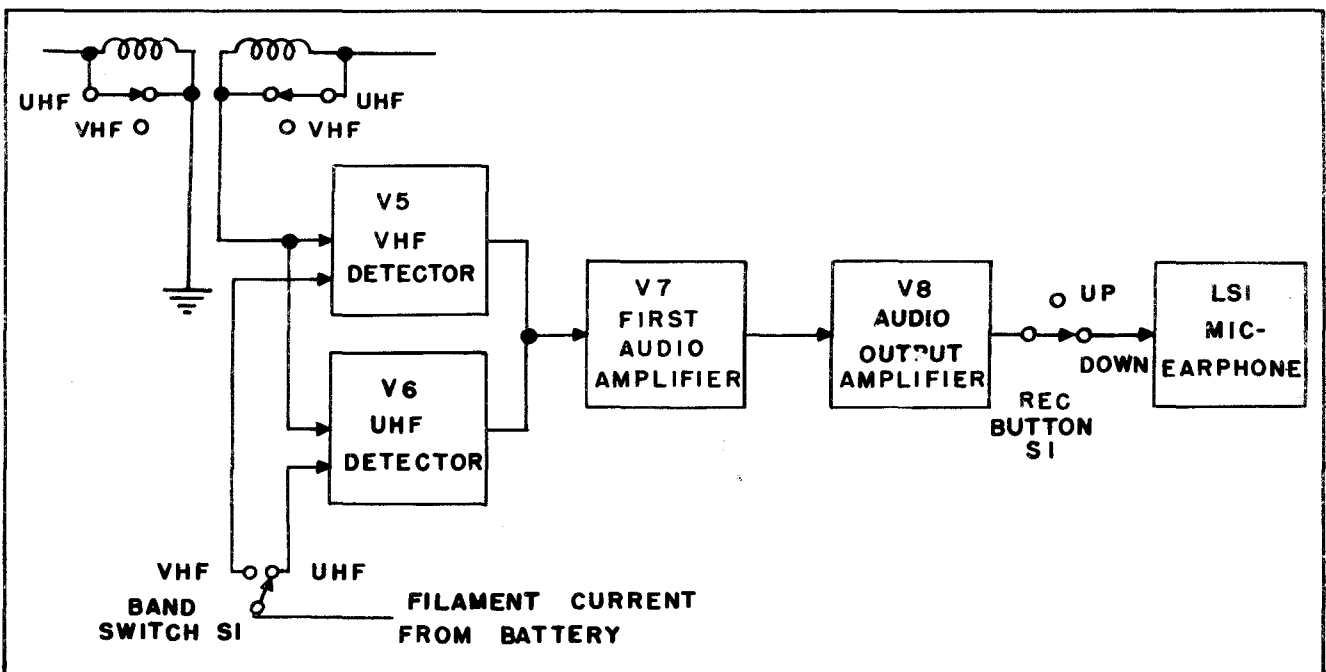 UHF
VHF
UHF
VHF
V5
VHF
DETECTOR
V6
UHF
DETECTOR
V7
FIRST
AUDIO
AMPLIFIER
V8
AUDIO
OUTPUT
AMPLIFIER
UP
DOWN
REC
BUTTON
S1
LS1
MIC-
EARPHONE
VHF
UHF
BAND
SWITCH S1
FILAMENT CURRENT
FROM BATTERY